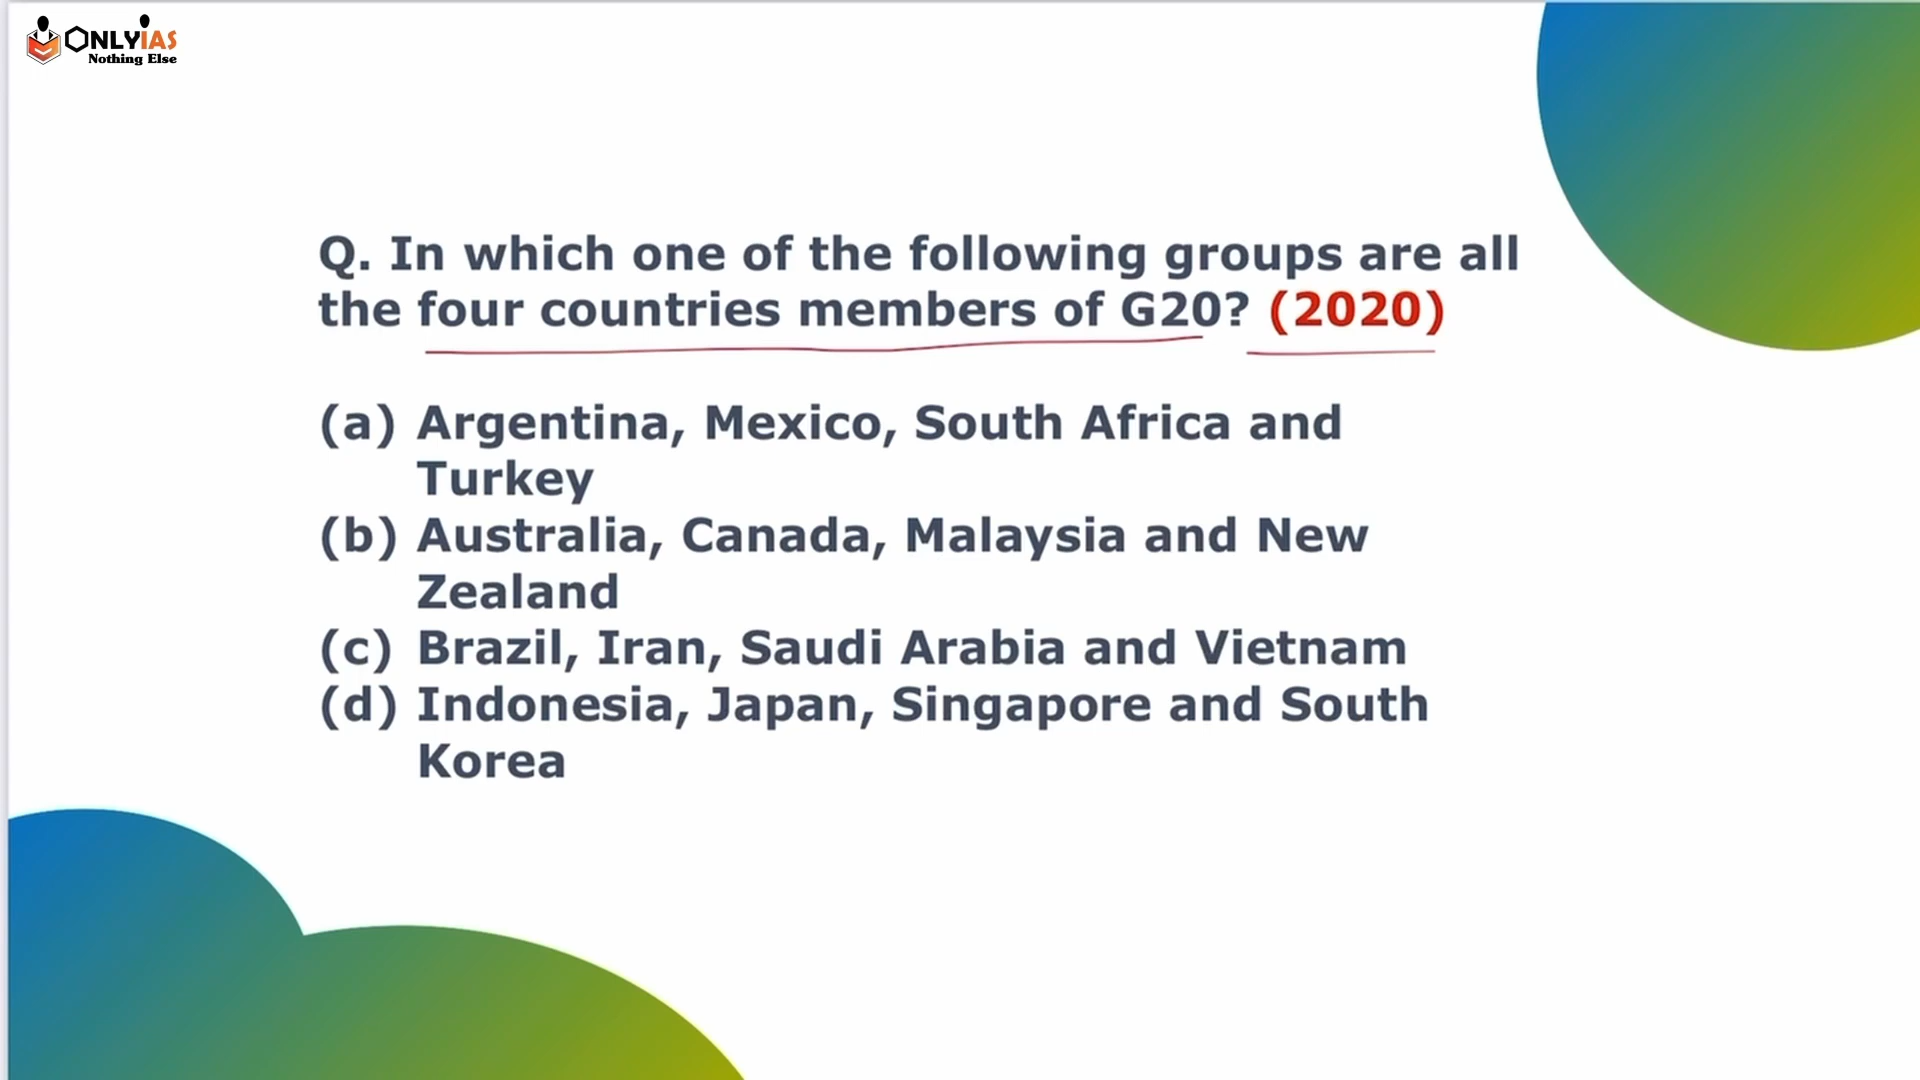 ONLYIAS
Nothing Else
Q. In which one of the following groups are all
the four countries members of G20? (2020)
(a) Argentina, Mexico, South Africa and
Turkey
(b) Australia, Canada, Malaysia and New
Zealand
(c) Brazil, Iran, Saudi Arabia and Vietnam
(d) Indonesia, Japan, Singapore and South
Korea